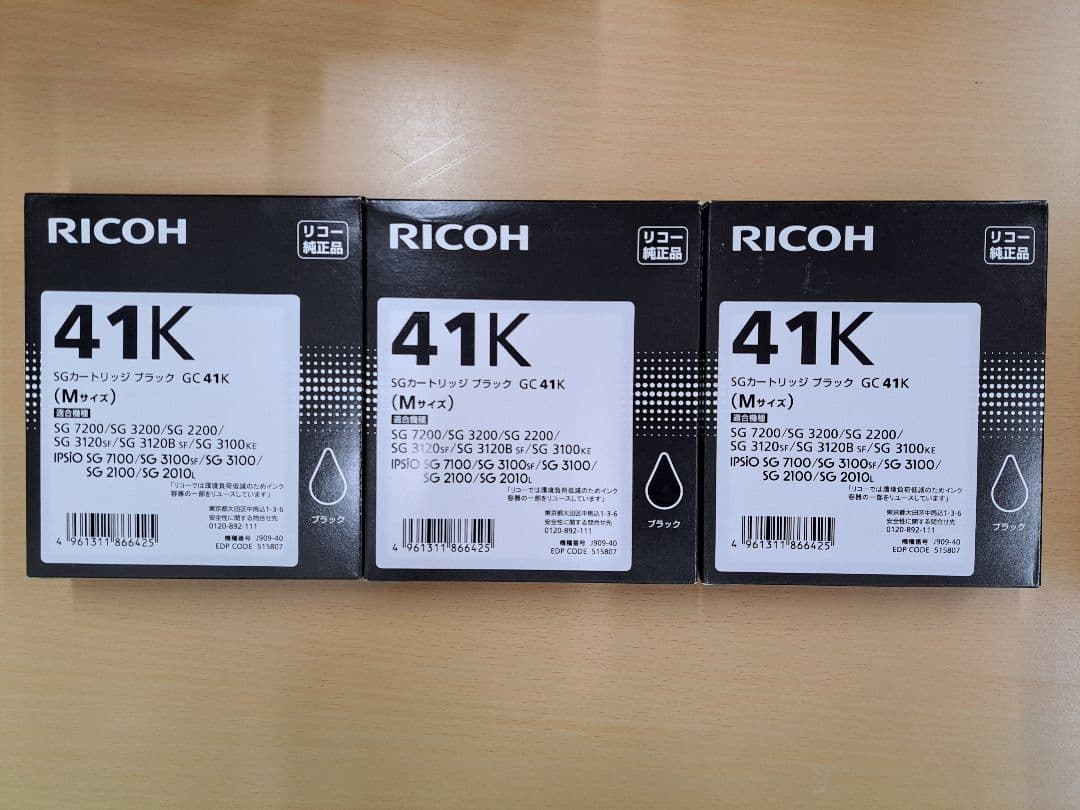 RICOH
リコー
純正品
41K
SGカートリッジ ブラック GC 41K
(Mサイズ)
適合機種
SG 7200/SG 3200/SG 2200/
SG 3120SF/SG 3120B SF/SG 3100KE
IPSiO SG 7100/SG 3100SF/SG 3100/
SG 2100/SG 2010L
「リコーでは環境負荷低減のためインク
容器の一部をリユースしています」
東京都大田区中馬込1-3-6
安全性に関する問合せ先
0120-892-111
機種番号 J909-40
EDP CODE 515807
4 961311 866425
ブラック
RICOH
リコー
純正品
41K
SGカートリッジ ブラック GC 41K
(Mサイズ)
適合機種
SG 7200/SG 3200/SG 2200/
SG 3120SF/SG 3120B SF/SG 3100KE
IPSiO SG 7100/SG 3100SF/SG 3100/
SG 2100/SG 2010L
「リコーでは環境負荷低減のためインク
容器の一部をリユースしています」
東京都大田区中馬込1-3-6
安全性に関する問合せ先
0120-892-111
機種番号 J909-40
EDP CODE 515807
4 961311 866425
ブラック
RICOH
リコー
純正品
41K
SGカートリッジ ブラック GC 41K
(Mサイズ)
適合機種
SG 7200/SG 3200/SG 2200/
SG 3120SF/SG 3120B SF/SG 3100KE
IPSiO SG 7100/SG 3100SF/SG 3100/
SG 2100/SG 2010L
「リコーでは環境負荷低減のためインク
容器の一部をリユースしています」
東京都大田区中馬込1-3-6
安全性に関する問合せ先
0120-892-111
機種番号 J909-40
EDP CODE 515807
4 961311 866425
ブラック